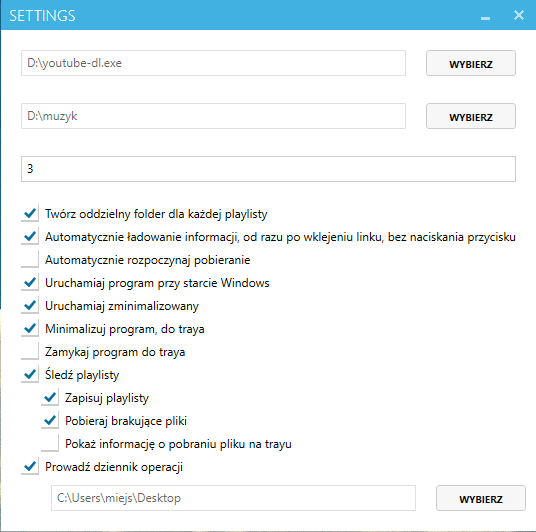 SETTINGS
D:\youtube-dl.exe
WYBIERZ
D:\muzyk
WYBIERZ
3
Twórz oddzielny folder dla każdej playlisty
Automatycznie ładowanie informacji, od razu po wklejeniu linku, bez naciskania przycisku
Automatycznie rozpoczynaj pobieranie
Uruchamiaj program przy starcie Windows
Uruchamiaj zminimalizowany
Minimalizuj program, do traya
Zamykaj program do traya
Śledź playlisty
Zapisuj playlisty
Pobieraj brakujące pliki
Pokaż informację o pobraniu pliku na trayu
Prowadź dziennik operacji
C:\Users\miejs\Desktop
WYBIERZ